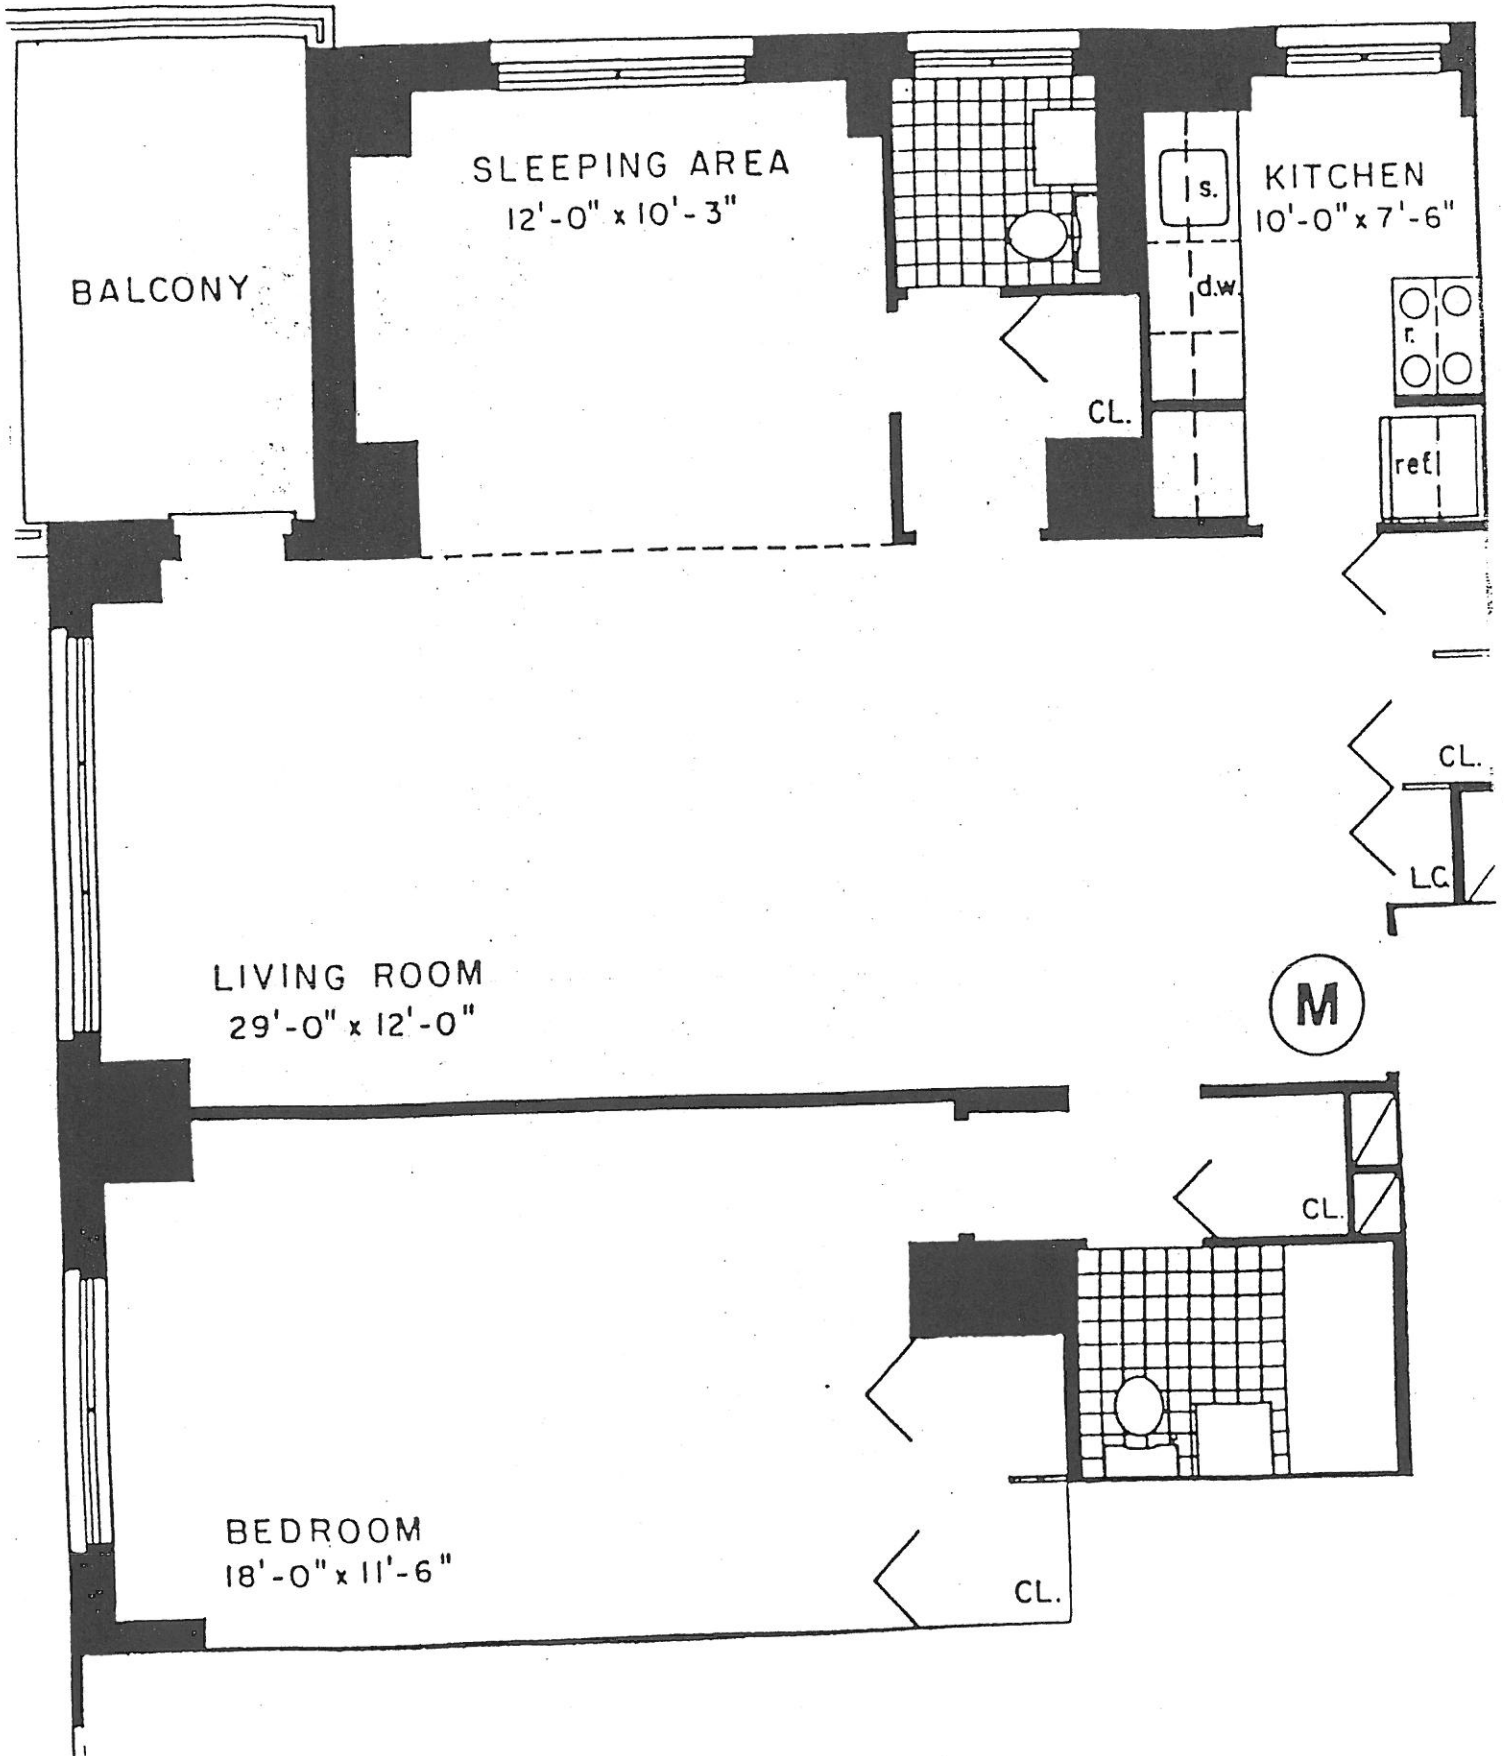 SLEEPING AREA
12'-0" x 10'-3"
BALCONY
s.
KITCHEN
10'-0" x 7'-6"
d.w.
r.
CL.
ref.
CL.
L.C.
LIVING ROOM
29'-0" x 12'-0"
M
CL.
BEDROOM
18'-0" x 11'-6"
CL.